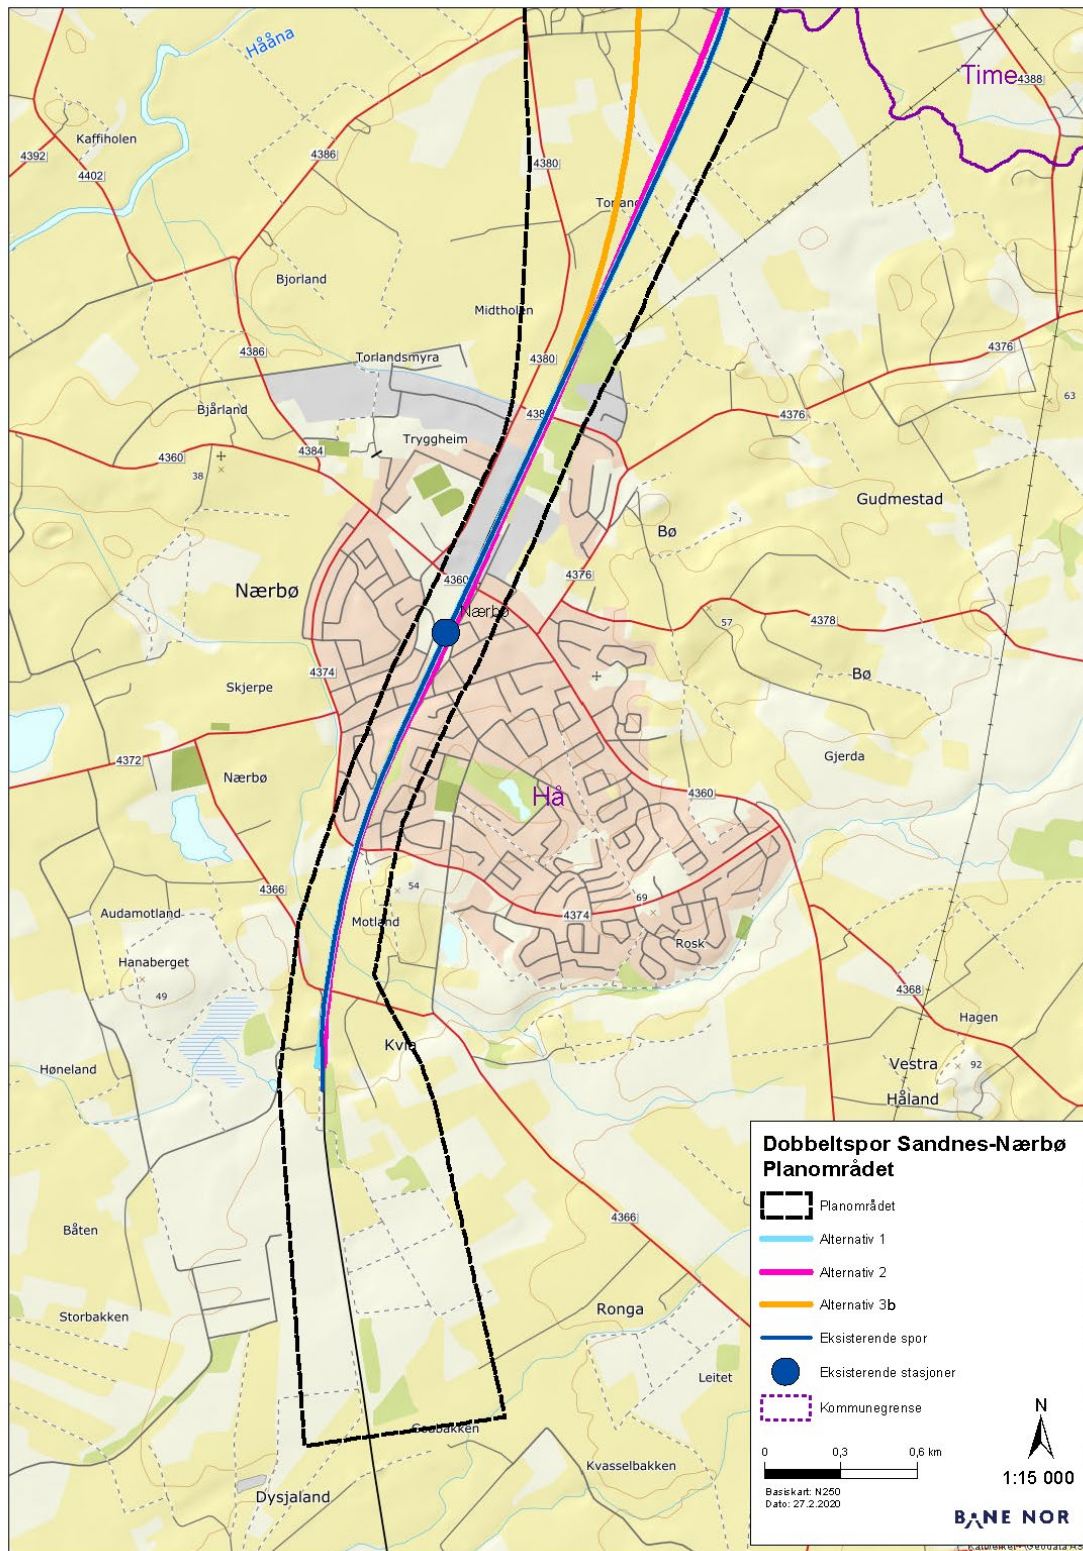 Hååna
Time
4388
Kaffiholen
4386
4392
4380
4402
Torland
Bjorland
Midtholen
4376
4386
Torlandsmyra
4380
63
Bjårland
4376
Tryggheim
4384
4360
38
Gudmestad
Bø
4360
4376
Nærbø
Nærbø
57
4378
4374
Bø
Skjerpe
Gjerda
4372
Nærbø
Hå
4360
54
4366
69
Audamotland
Motland
4374
Rosk
Hanaberget
49
4368
Hagen
Kvia
Vestra
92
Høneland
Håland
Dobbeltspor Sandnes-Nærbø
Planområdet
Planområdet
Alternativ 1
Alternativ 2
Alternativ 3b
Eksisterende spor
Eksisterende stasjoner
Kommunegrense
4366
Båten
Ronga
Storbakken
Leitet
N
0 0,3 0,6 km
1:15 000
Kvasselbakken
Basiskart: N250
Dato: 27.2.2020
Dysjaland
BANE NOR